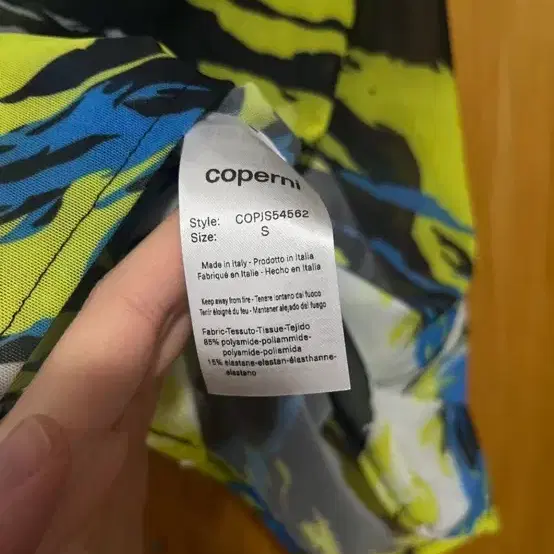 coperni
Style: COPJS54562
Size: S
Made in Italy - Prodotto in Italia
Fabriqué en Italie - Hecho en Italia
Keep away from fire - Tenere lontano dal fuoco
Tenir éloigné du feu - Mantener alejado del fuego
Fabric-Tessuto-Tissue-Tejido
85% polyamide-poliammide-
polyamide-poliamida
15% elastane-elastan-élasthanne-
elastano